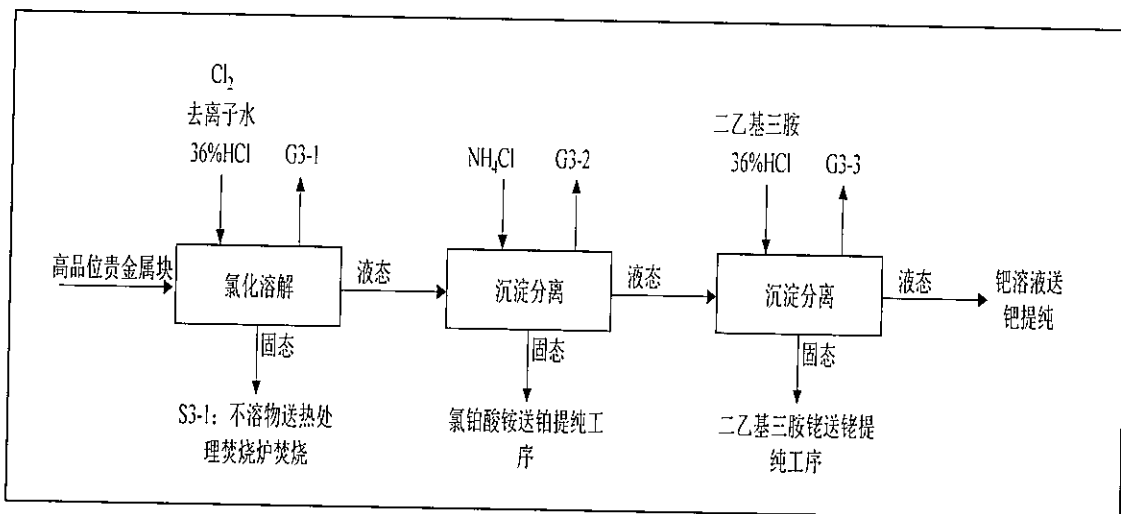 Cl₂
去离子水
36%HCl
G3-1
NH₄Cl
G3-2
二乙基三胺
36%HCl
G3-3
高品位贵金属块
氯化溶解
液态
沉淀分离
液态
沉淀分离
液态
钯溶液送
钯提纯
固态
固态
固态
S3-1：不溶物送热处
理焚烧炉焚烧
氯铂酸铵送铂提纯工
序
二乙基三胺铑送铑提
纯工序